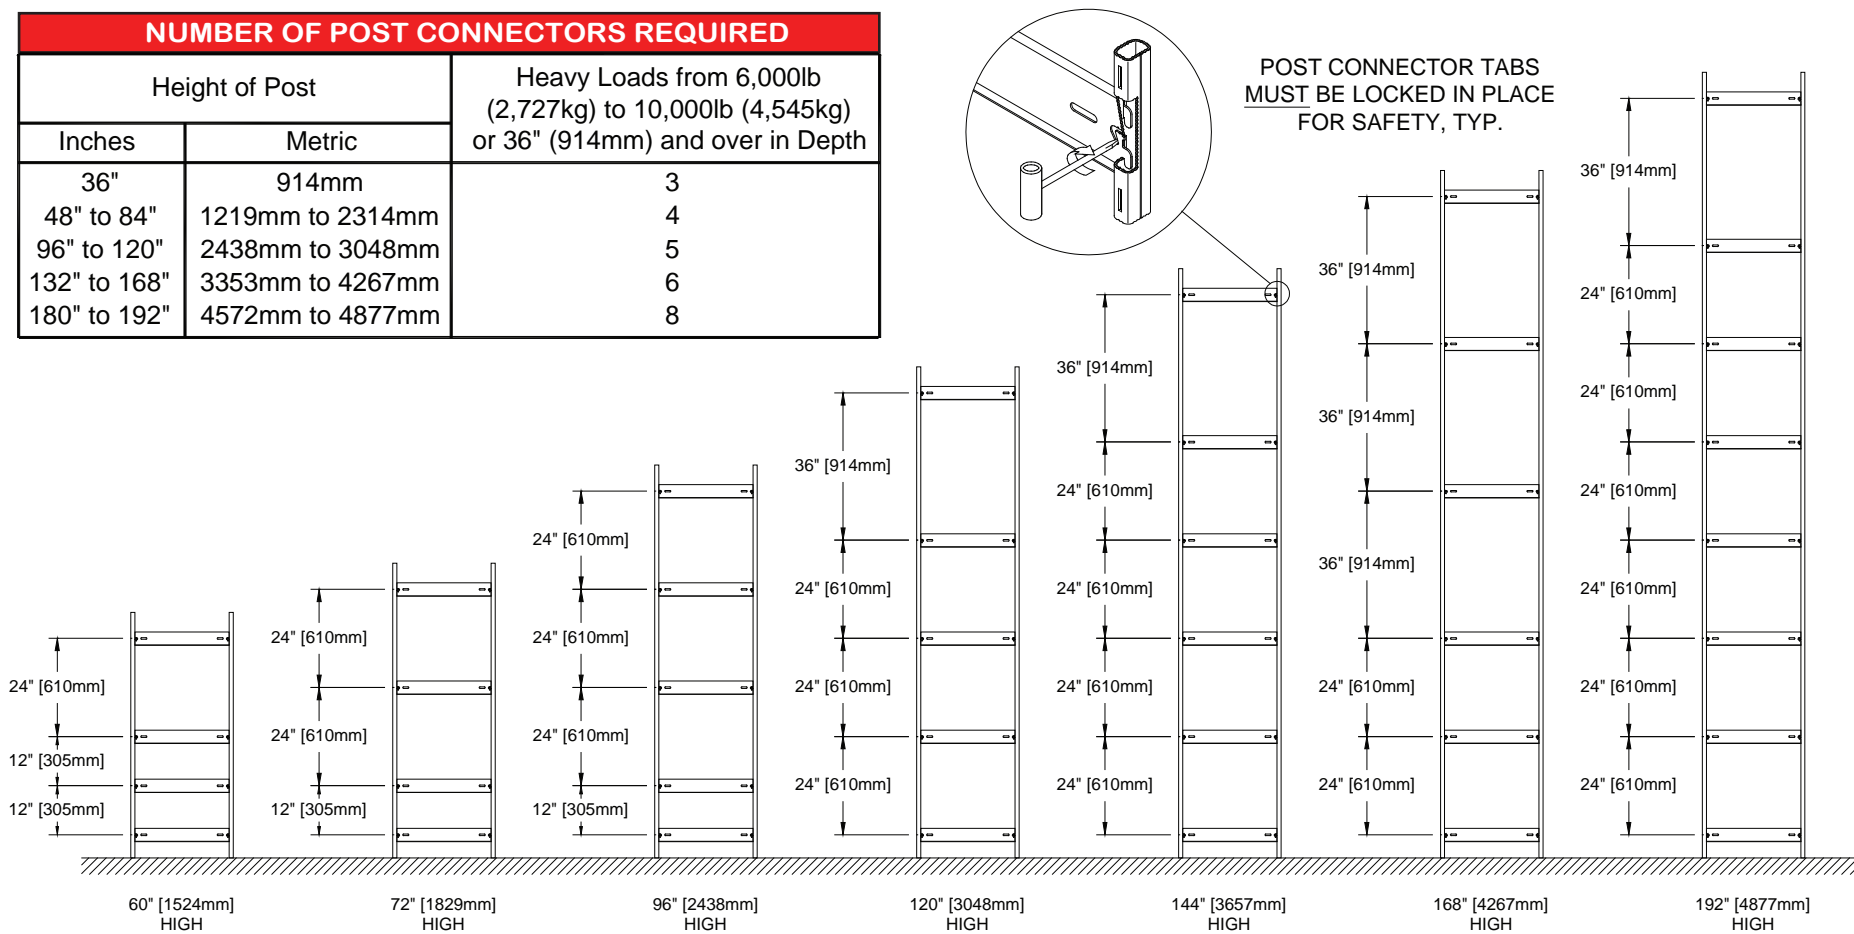 NUMBER OF POST CONNECTORS REQUIRED
Height of Post
Heavy Loads from 6,000lb
(2,727kg) to 10,000lb (4,545kg)
or 36" (914mm) and over in Depth
Inches Metric
36" 914mm 3
48" to 84" 1219mm to 2314mm 4
96" to 120" 2438mm to 3048mm 5
132" to 168" 3353mm to 4267mm 6
180" to 192" 4572mm to 4877mm 8
POST CONNECTOR TABS
MUST BE LOCKED IN PLACE
FOR SAFETY, TYP.
24" [610mm]
12" [305mm]
12" [305mm]
60" [1524mm]
HIGH
24" [610mm]
24" [610mm]
12" [305mm]
72" [1829mm]
HIGH
24" [610mm]
24" [610mm]
24" [610mm]
12" [305mm]
96" [2438mm]
HIGH
36" [914mm]
24" [610mm]
24" [610mm]
24" [610mm]
120" [3048mm]
HIGH
36" [914mm]
24" [610mm]
24" [610mm]
24" [610mm]
24" [610mm]
144" [3657mm]
HIGH
36" [914mm]
36" [914mm]
36" [914mm]
24" [610mm]
24" [610mm]
168" [4267mm]
HIGH
36" [914mm]
24" [610mm]
24" [610mm]
24" [610mm]
24" [610mm]
24" [610mm]
24" [610mm]
192" [4877mm]
HIGH